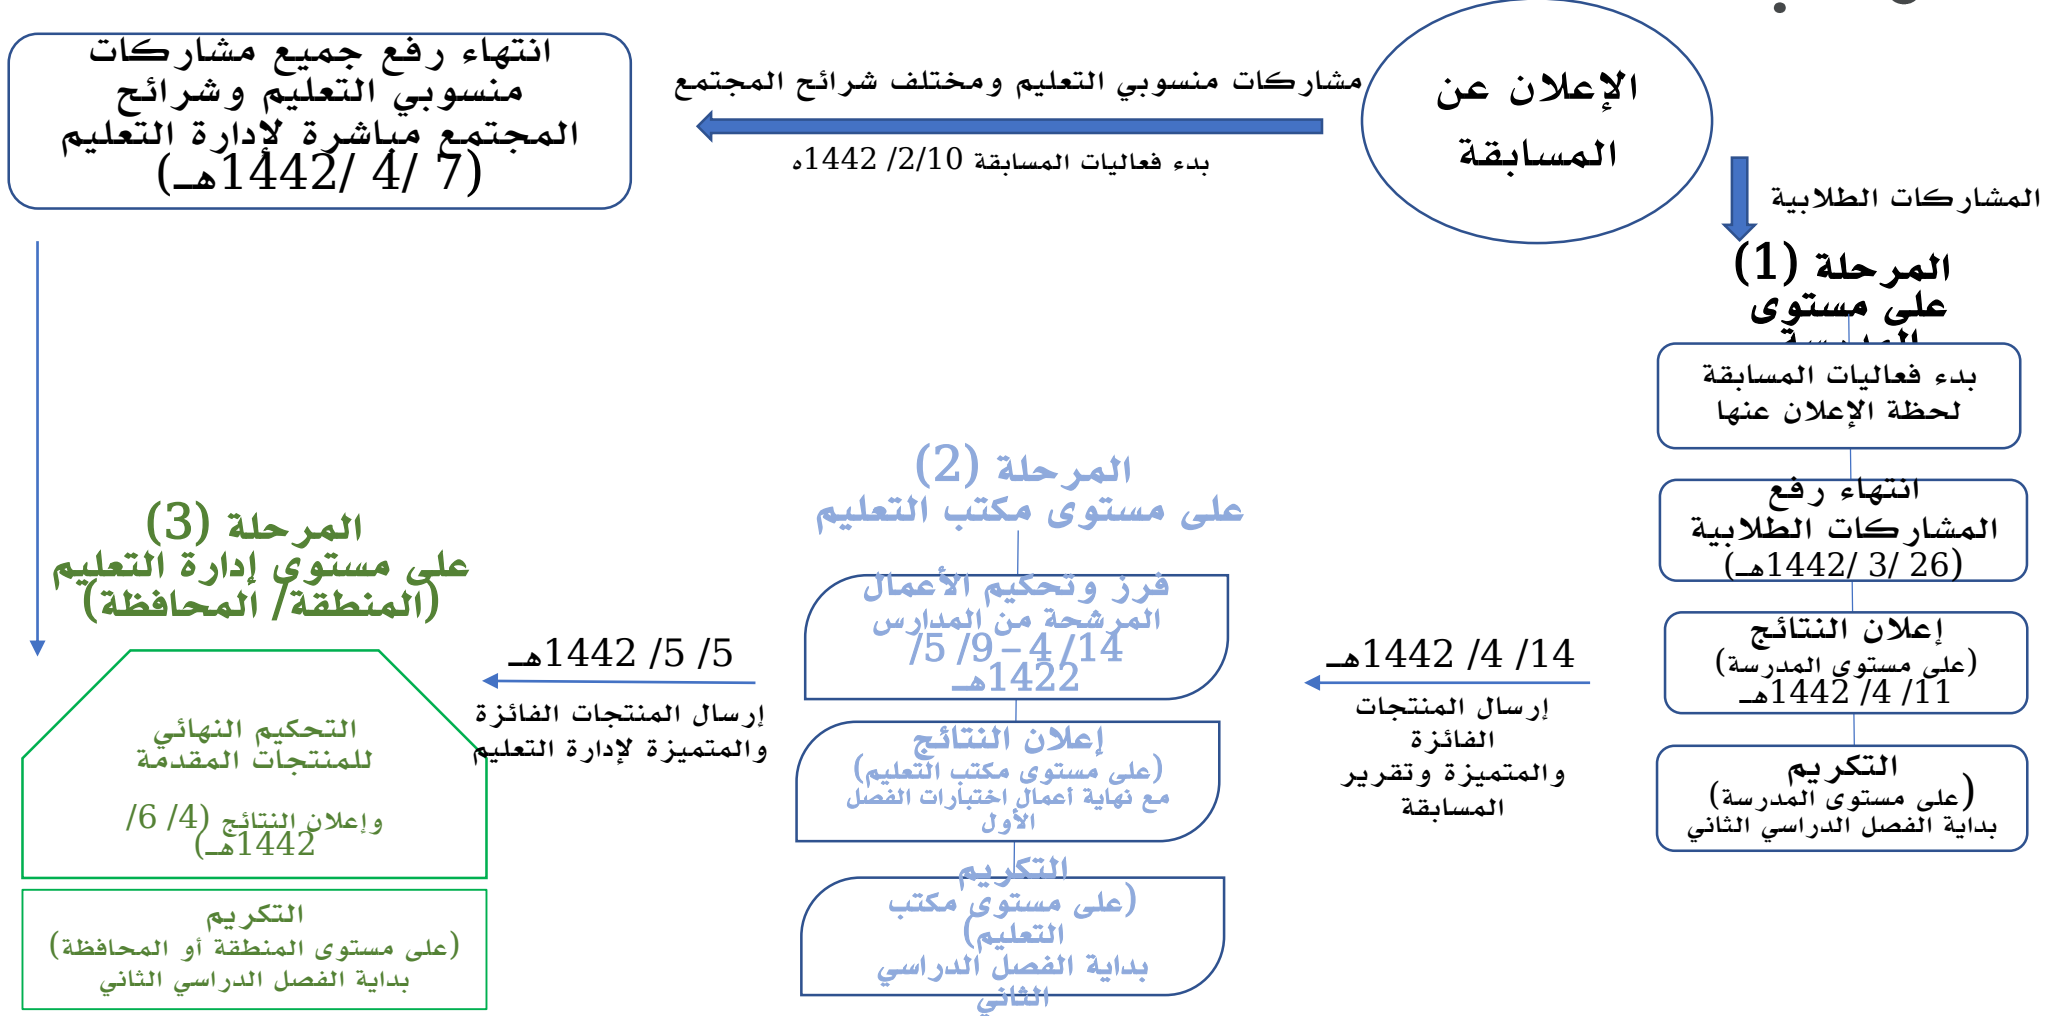 الإعلان عن
المسابقة
مشاركات منسوبي التعليم ومختلف شرائح المجتمع
بدء فعاليات المسابقة 2/10/ 1442ه
انتهاء رفع جميع مشاركات
منسوبي التعليم وشرائح
المجتمع مباشرة لإدارة التعليم
(7 /4 /1442هـ)
المشاركات الطلابية
المرحلة (1)
على مستوى
المدرسة
بدء فعاليات المسابقة
لحظة الإعلان عنها
انتهاء رفع
المشاركات الطلابية
(26 /3 /1442هـ)
إعلان النتائج
(على مستوى المدرسة)
11/ 4/ 1442هـ
التكريم
(على مستوى المدرسة)
بداية الفصل الدراسي الثاني
14/ 4/ 1442هـ
إرسال المنتجات
الفائزة
والمتميزة وتقرير
المسابقة
المرحلة (2)
على مستوى مكتب التعليم
فرز وتحكيم الأعمال
المرشحة من المدارس
14/ 4 – 9/ 5/
1422هـ
إعلان النتائج
(على مستوى مكتب التعليم)
مع نهاية أعمال اختبارات الفصل
الأول
التكريم
(على مستوى مكتب
التعليم)
بداية الفصل الدراسي
الثاني
5/ 5/ 1442هـ
إرسال المنتجات الفائزة
والمتميزة لإدارة التعليم
المرحلة (3)
على مستوى إدارة التعليم
(المنطقة/ المحافظة)
التحكيم النهائي
للمنتجات المقدمة
وإعلان النتائج (4/ 6/
1442هـ)
التكريم
(على مستوى المنطقة أو المحافظة)
بداية الفصل الدراسي الثاني